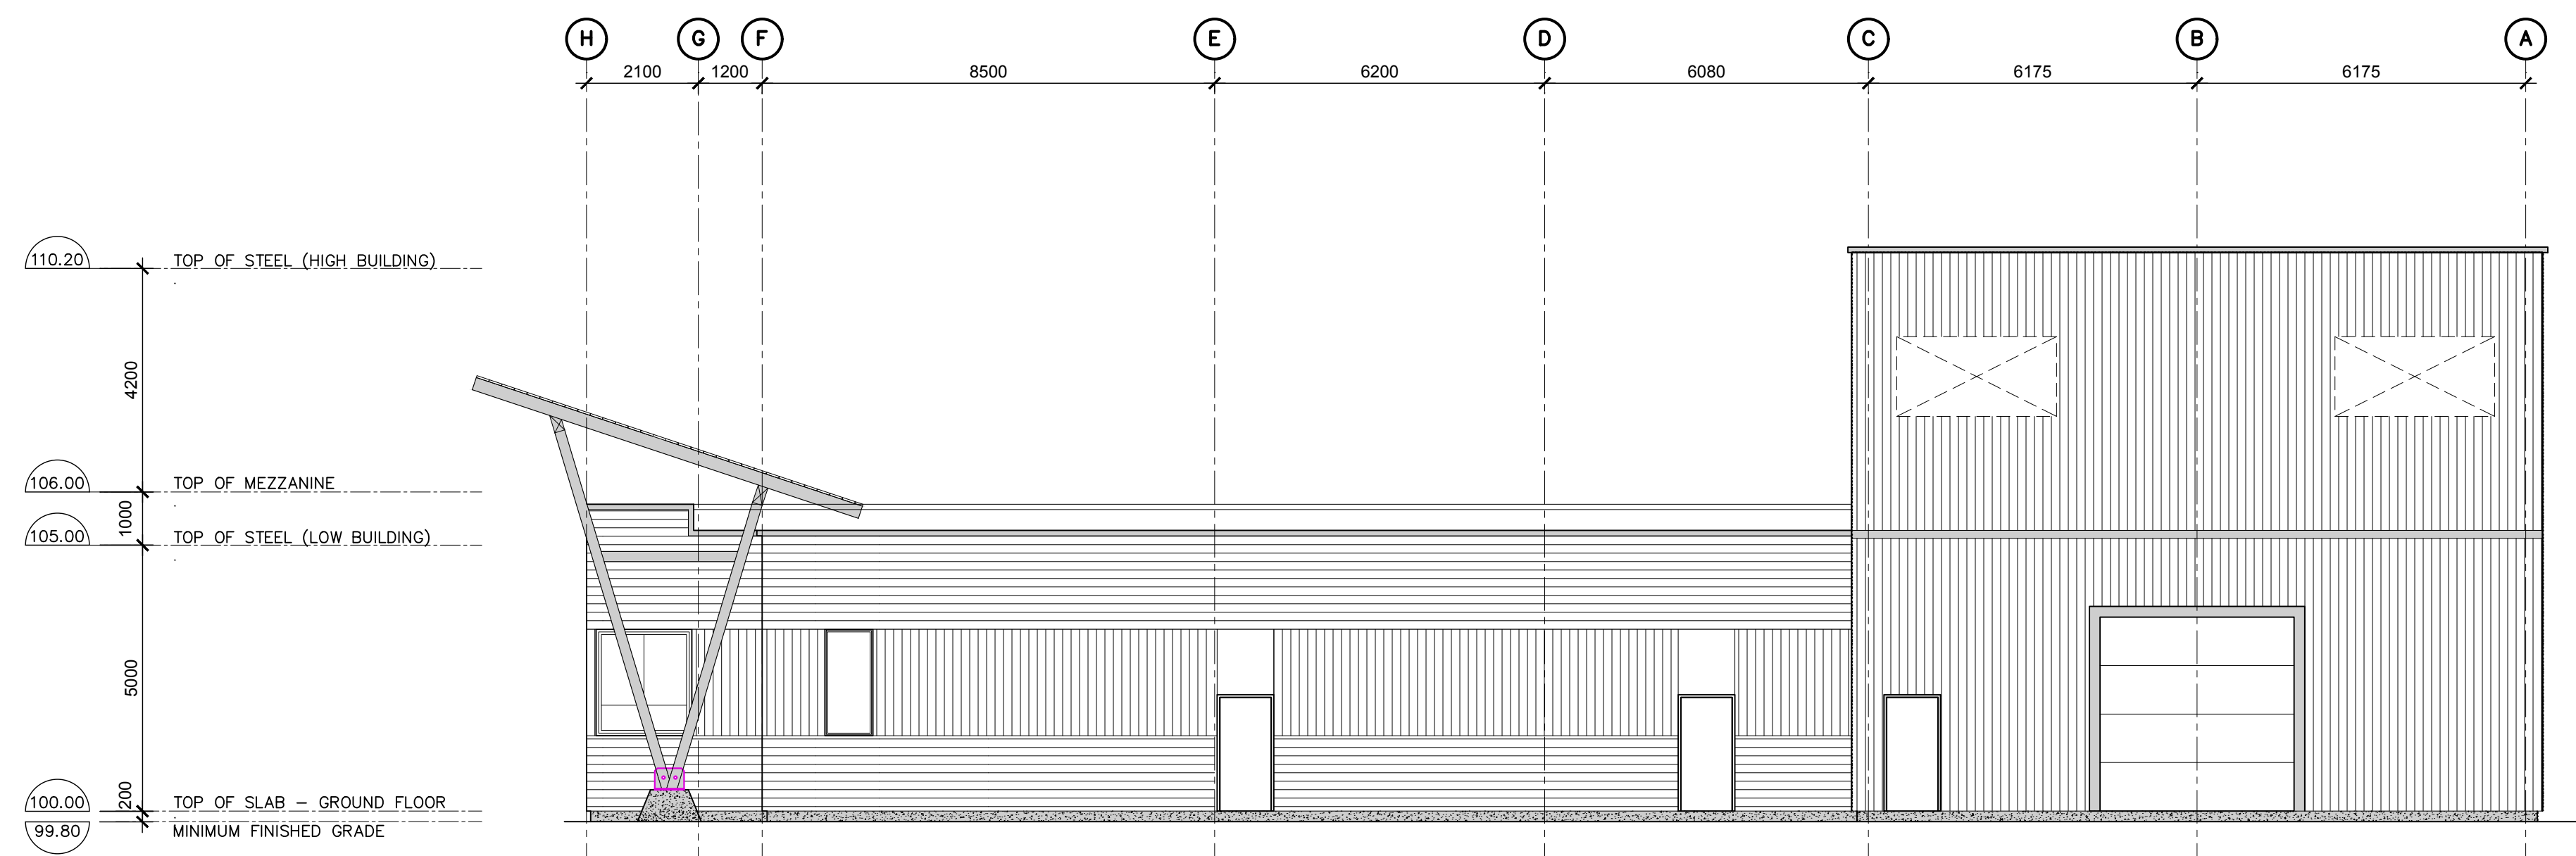 H G F E D C B A
2100 1200 8500 6200 6080 6175 6175
110.20 TOP OF STEEL (HIGH BUILDING)
4200
106.00 TOP OF MEZZANINE
1000
105.00 TOP OF STEEL (LOW BUILDING)
5000
100.00 TOP OF SLAB – GROUND FLOOR
200
99.80 MINIMUM FINISHED GRADE